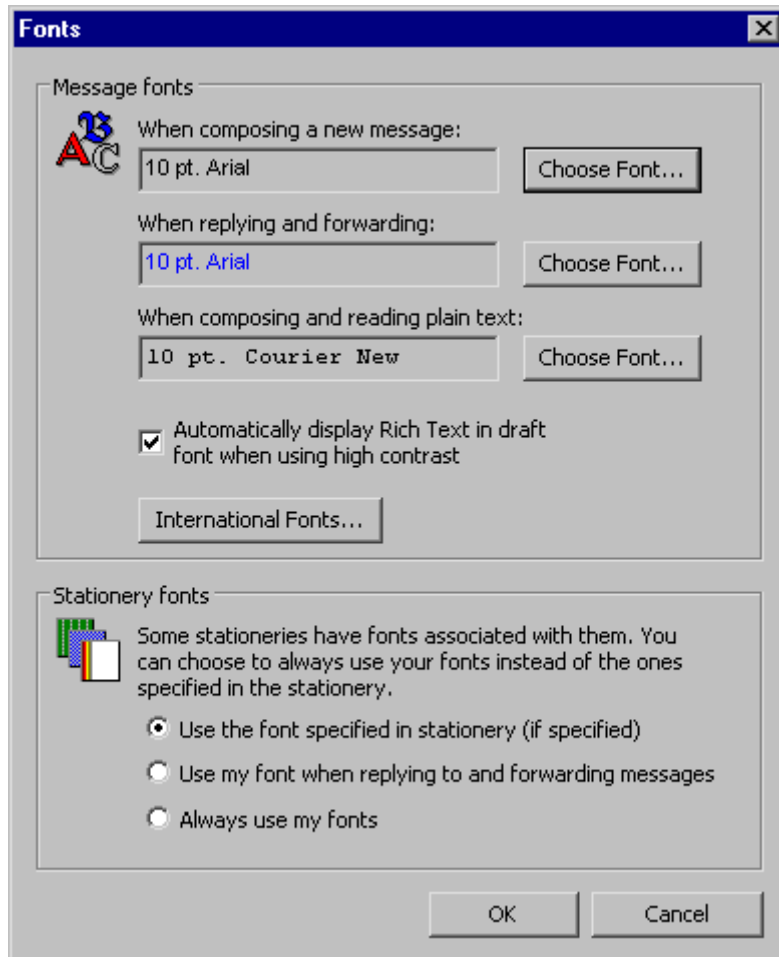 Fonts
Message fonts
When composing a new message:
10 pt. Arial
Choose Font...
When replying and forwarding:
10 pt. Arial
Choose Font...
When composing and reading plain text:
10 pt. Courier New
Choose Font...
Automatically display Rich Text in draft
font when using high contrast
International Fonts...
Stationery fonts
Some stationeries have fonts associated with them. You
can choose to always use your fonts instead of the ones
specified in the stationery.
Use the font specified in stationery (if specified)
Use my font when replying to and forwarding messages
Always use my fonts
OK
Cancel